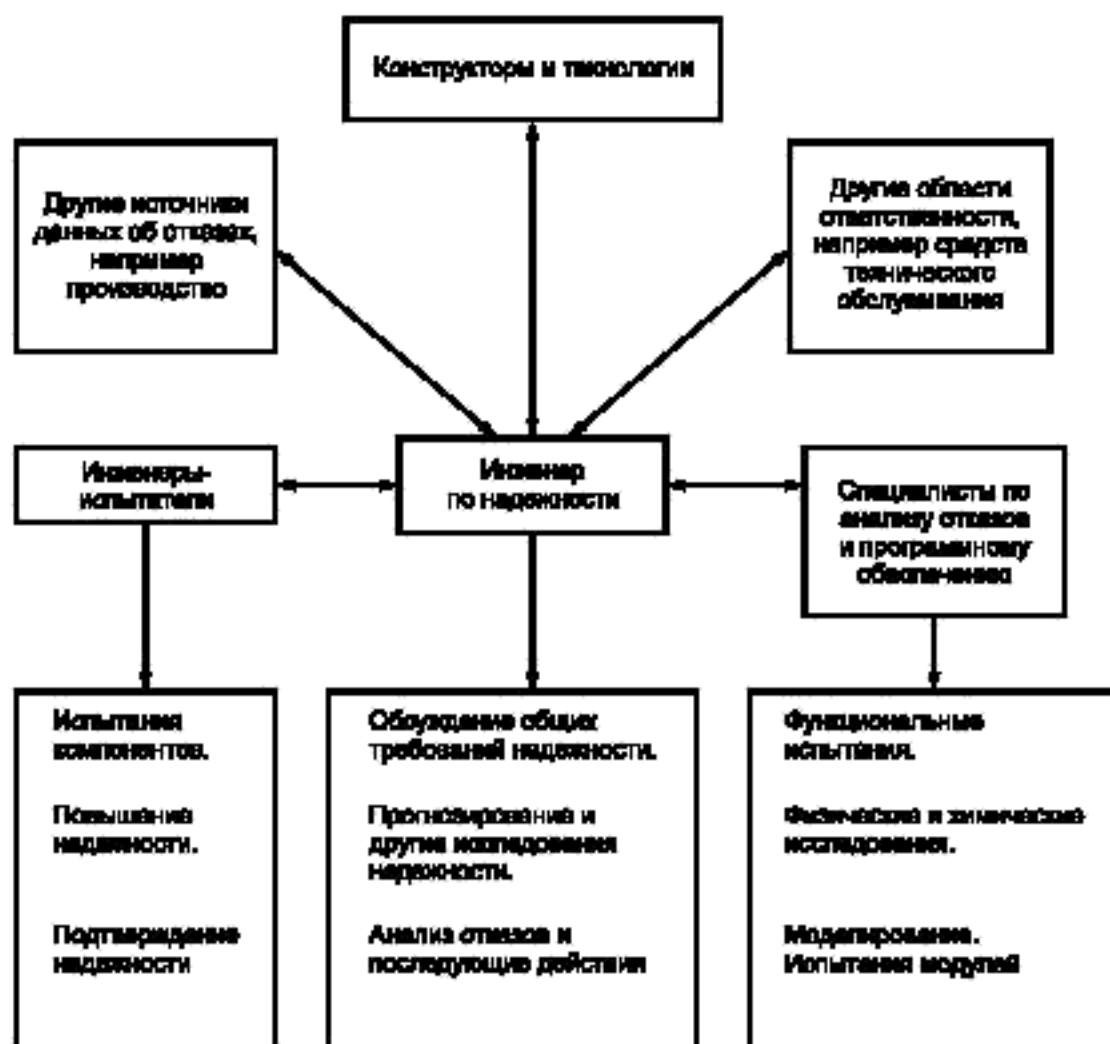 Конструкторы и технологии
Другие источники
данных об отказах,
например
производство
Другие области
ответственности,
например средств
технического
обслуживания
Инженеры-
испытатели
Инженер
по надежности
Специалисты по
анализу отказов
и программному
обеспечению
Испытания
компонентов.
Повышение
надежности.
Подтверждение
надежности
Обсуждение общих
требований надежности.
Прогнозирование и
другие исследования
надежности.
Анализ отказов и
последующие действия
Функциональные
испытания.
Физические и химические
исследования.
Моделирование.
Испытания модулей